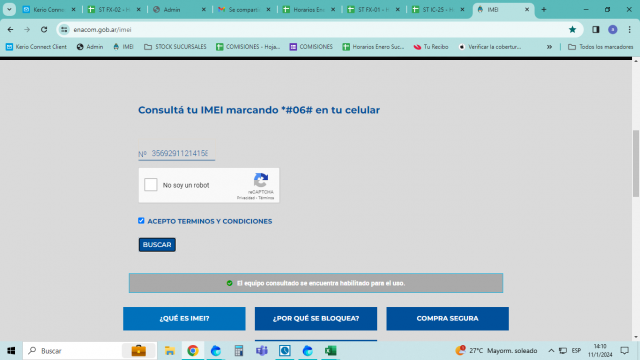 Kerio Connec
ST FX-02 - H
Admin
Se comparti
Horarios Ener
ST FX-01 - H
ST IC-25 - K
IMEI
enacom.gob.ar/imei
Kerio Connect Client
Admin
IMEI
STOCK SUCURSALES
COMISIONES - Hoja...
COMISIONES
Horarios Enero Suc...
Tu Recibo
Verificar la cobertur...
»
Todos los marcadores
Consultá tu IMEI marcando *#06# en tu celular
Nº 3569291121415
No soy un robot
reCAPTCHA
Privacidad - Términos
ACEPTO TERMINOS Y CONDICIONES
BUSCAR
El equipo consultado se encuentra habilitado para el uso.
¿QUÉ ES IMEI?
¿POR QUÉ SE BLOQUEA?
COMPRA SEGURA
Buscar
27°C Mayorm. soleado
ESP
14:10
11/1/2024